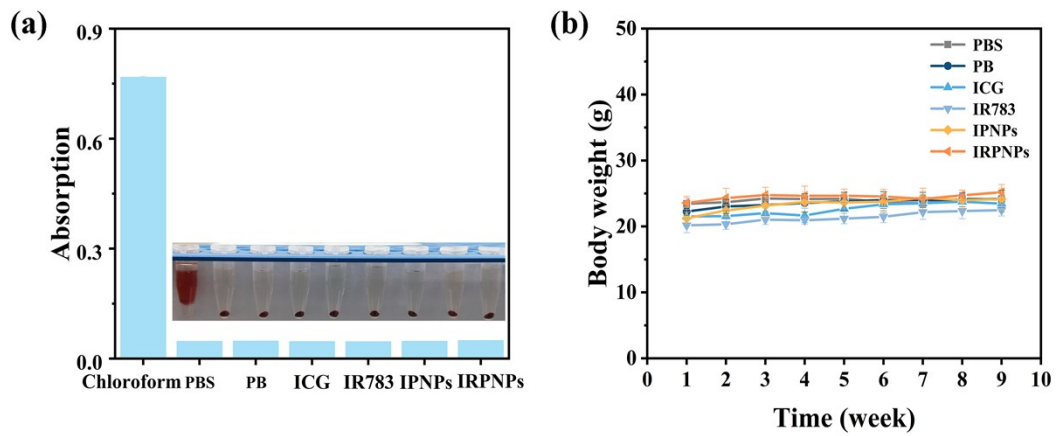 (a)
0.9
0.6
0.3
0.0
Absorption
Chloroform PBS PB ICG IR783 IPNPs IRPNPs
(b)
50
40
30
20
10
0
Body weight (g)
PBS
PB
ICG
IR783
IPNPs
IRPNPs
0 1 2 3 4 5 6 7 8 9 10
Time (week)